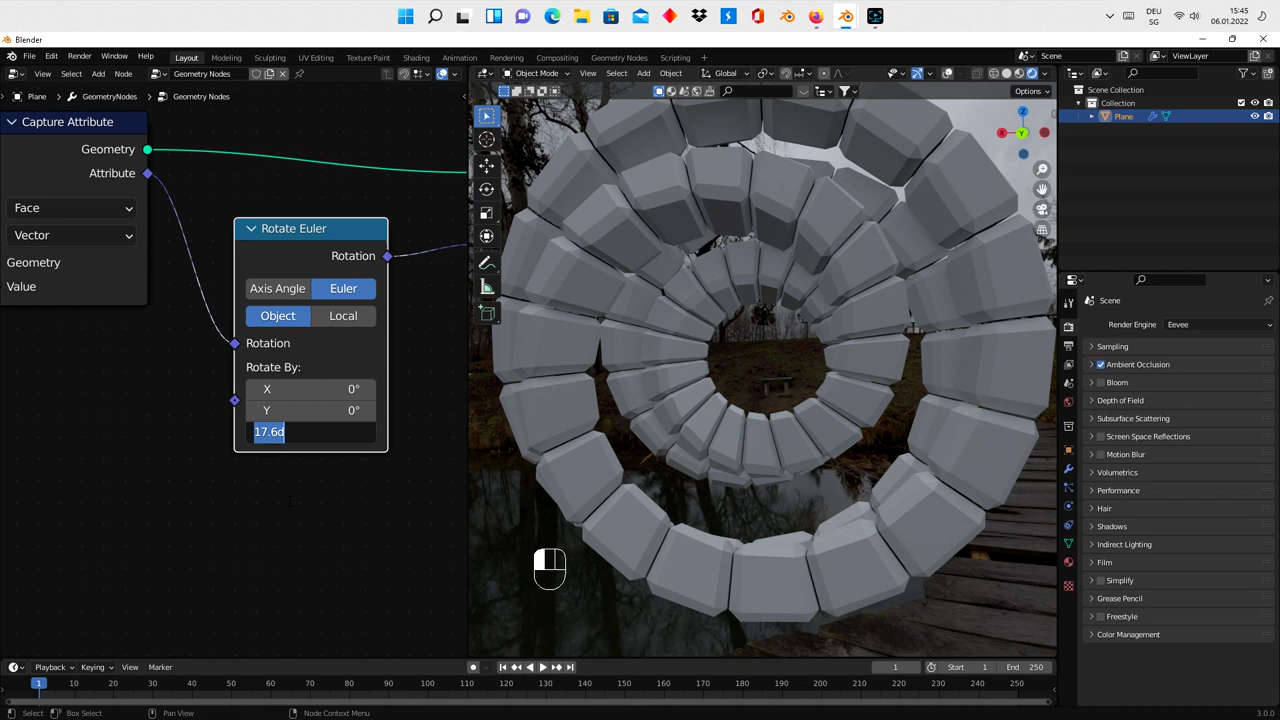 DEU
SG
15:45
06.01.2022
Blender
File Edit Render Window Help
Layout Modeling Sculpting UV Editing Texture Paint Shading Animation Rendering Compositing Geometry Nodes Scripting +
Scene
ViewLayer
View Select Add Node
Geometry Nodes
Object Mode View Select Add Object Global
Plane GeometryNodes Geometry Nodes
Options
Scene Collection
Collection
Plane
Capture Attribute
Geometry
Attribute
Face
Vector
Geometry
Value
Rotate Euler
Rotation
Axis Angle Euler
Object Local
Rotation
Rotate By:
X 0°
Y 0°
17.6d
X
Y
Z
Scene
Render Engine Eevee
Sampling
Ambient Occlusion
Bloom
Depth of Field
Subsurface Scattering
Screen Space Reflections
Motion Blur
Volumetrics
Performance
Hair
Shadows
Indirect Lighting
Film
Simplify
Grease Pencil
Freestyle
Color Management
Playback Keying View Marker
1 Start 1 End 250
1 10 20 30 40 50 60 70 80 90 100 110 120 130 140 150 160 170 180 190 200 210 220 230 240 250
Select Box Select Pan View Node Context Menu
3.0.0